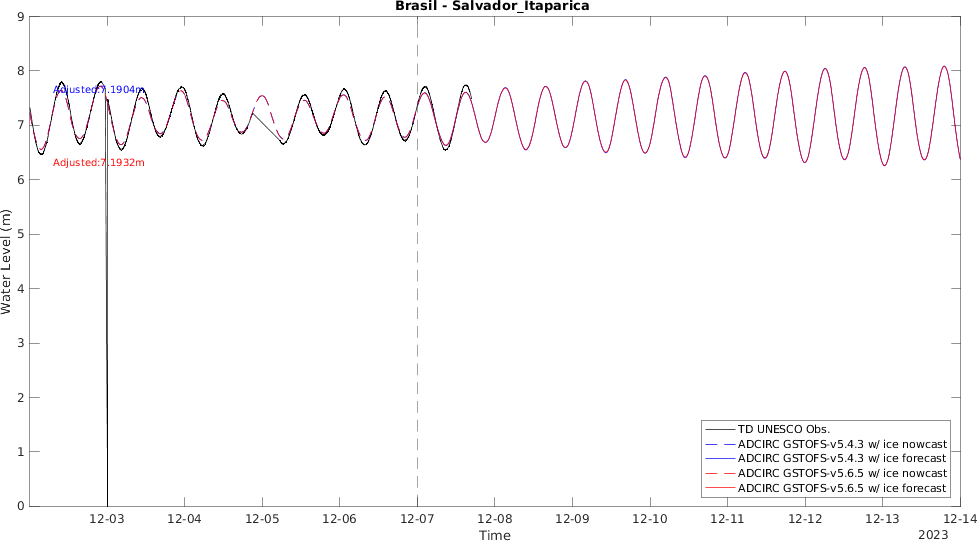 Brasil - Salvador_Itaparica
9
8
7
6
5
4
3
2
1
0
Water Level (m)
Adjusted:7.1904m
Adjusted:7.1932m
TD UNESCO Obs.
ADCIRC GSTOFS-v5.4.3 w/ ice nowcast
ADCIRC GSTOFS-v5.4.3 w/ ice forecast
ADCIRC GSTOFS-v5.6.5 w/ ice nowcast
ADCIRC GSTOFS-v5.6.5 w/ ice forecast
12-03 12-04 12-05 12-06 12-07 12-08 12-09 12-10 12-11 12-12 12-13 12-14
Time
2023